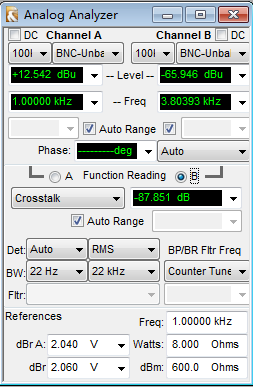 Analog Analyzer
DC Channel A Channel B DC
100k BNC-Unba 100k BNC-Unba
+12.542 dBu -- Level -- -65.946 dBu
1.00000 kHz -- Freq 3.80393 kHz
Auto Range
Phase: --------deg Auto
A Function Reading B
Crosstalk -87.851 dB
Auto Range
Det: Auto RMS BP/BR Fltr Freq
BW: 22 Hz 22 kHz Counter Tune
Fltr:
References Freq: 1.00000 kHz
dBr A: 2.040 V Watts: 8.000 Ohms
dBr 2.060 V dBm: 600.0 Ohms